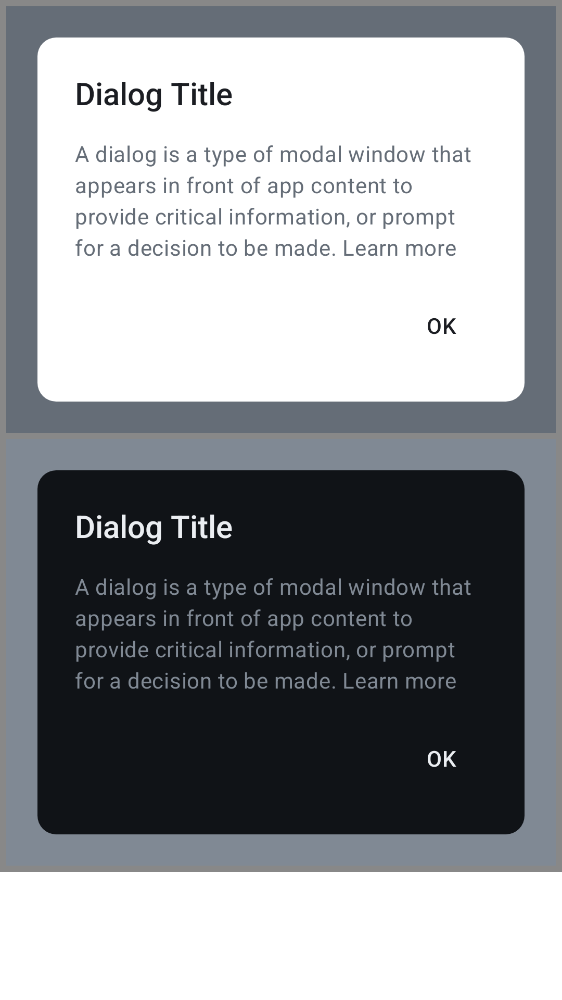 Dialog Title
A dialog is a type of modal window that
appears in front of app content to
provide critical information, or prompt
for a decision to be made. Learn more
OK
Dialog Title
A dialog is a type of modal window that
appears in front of app content to
provide critical information, or prompt
for a decision to be made. Learn more
OK